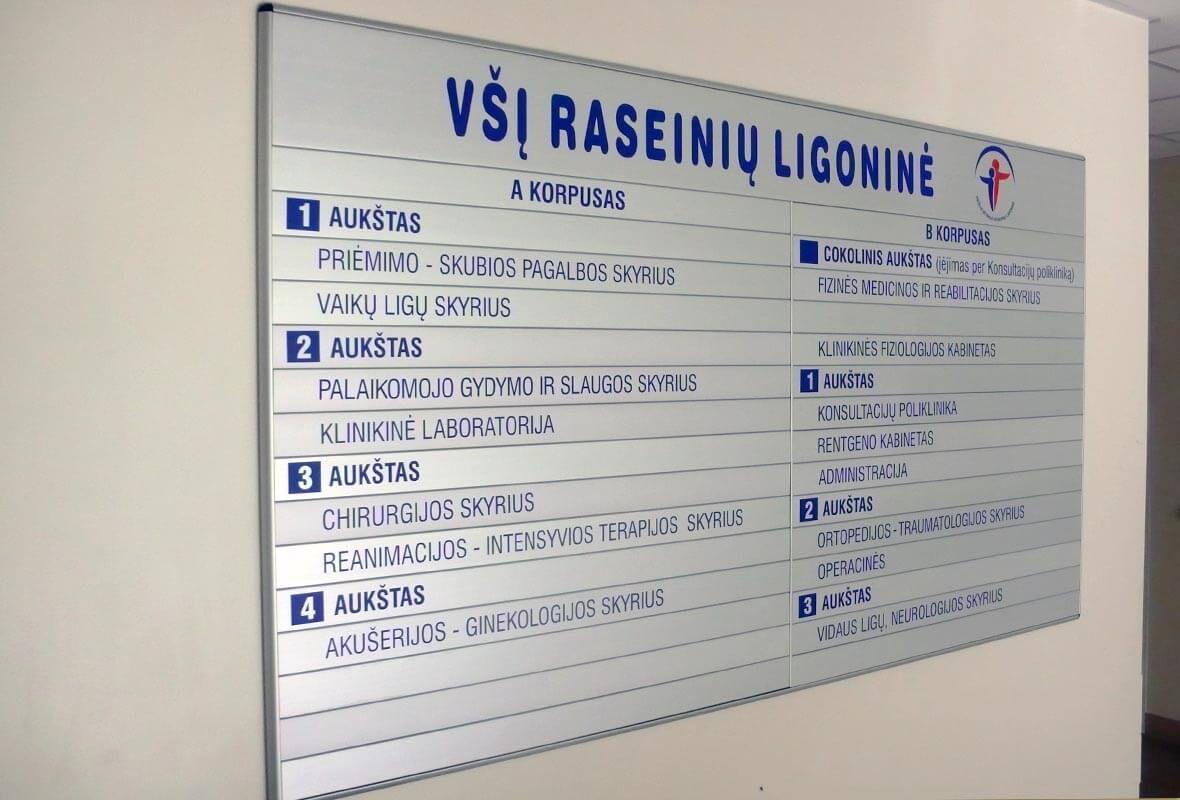 VŠĮ RASEINIŲ LIGONINĖ
A KORPUSAS
1 AUKŠTAS
PRIĖMIMO - SKUBIOS PAGALBOS SKYRIUS
VAIKŲ LIGŲ SKYRIUS
2 AUKŠTAS
PALAIKOMOJO GYDYMO IR SLAUGOS SKYRIUS
KLINIKINĖ LABORATORIJA
3 AUKŠTAS
CHIRURGIJOS SKYRIUS
REANIMACIJOS - INTENSYVIOS TERAPIJOS SKYRIUS
4 AUKŠTAS
AKUŠERIJOS - GINEKOLOGIJOS SKYRIUS
B KORPUSAS
COKOLINIS AUKŠTAS (įėjimas per Konsultacijų polikliniką)
FIZINĖS MEDICINOS IR REABILITACIJOS SKYRIUS
KLINIKINĖS FIZIOLOGIJOS KABINETAS
1 AUKŠTAS
KONSULTACIJŲ POLIKLINIKA
RENTGENO KABINETAS
ADMINISTRACIJA
2 AUKŠTAS
ORTOPEDIJOS - TRAUMATOLOGIJOS SKYRIUS
OPERACINĖS
3 AUKŠTAS
VIDAUS LIGŲ, NEUROLOGIJOS SKYRIUS